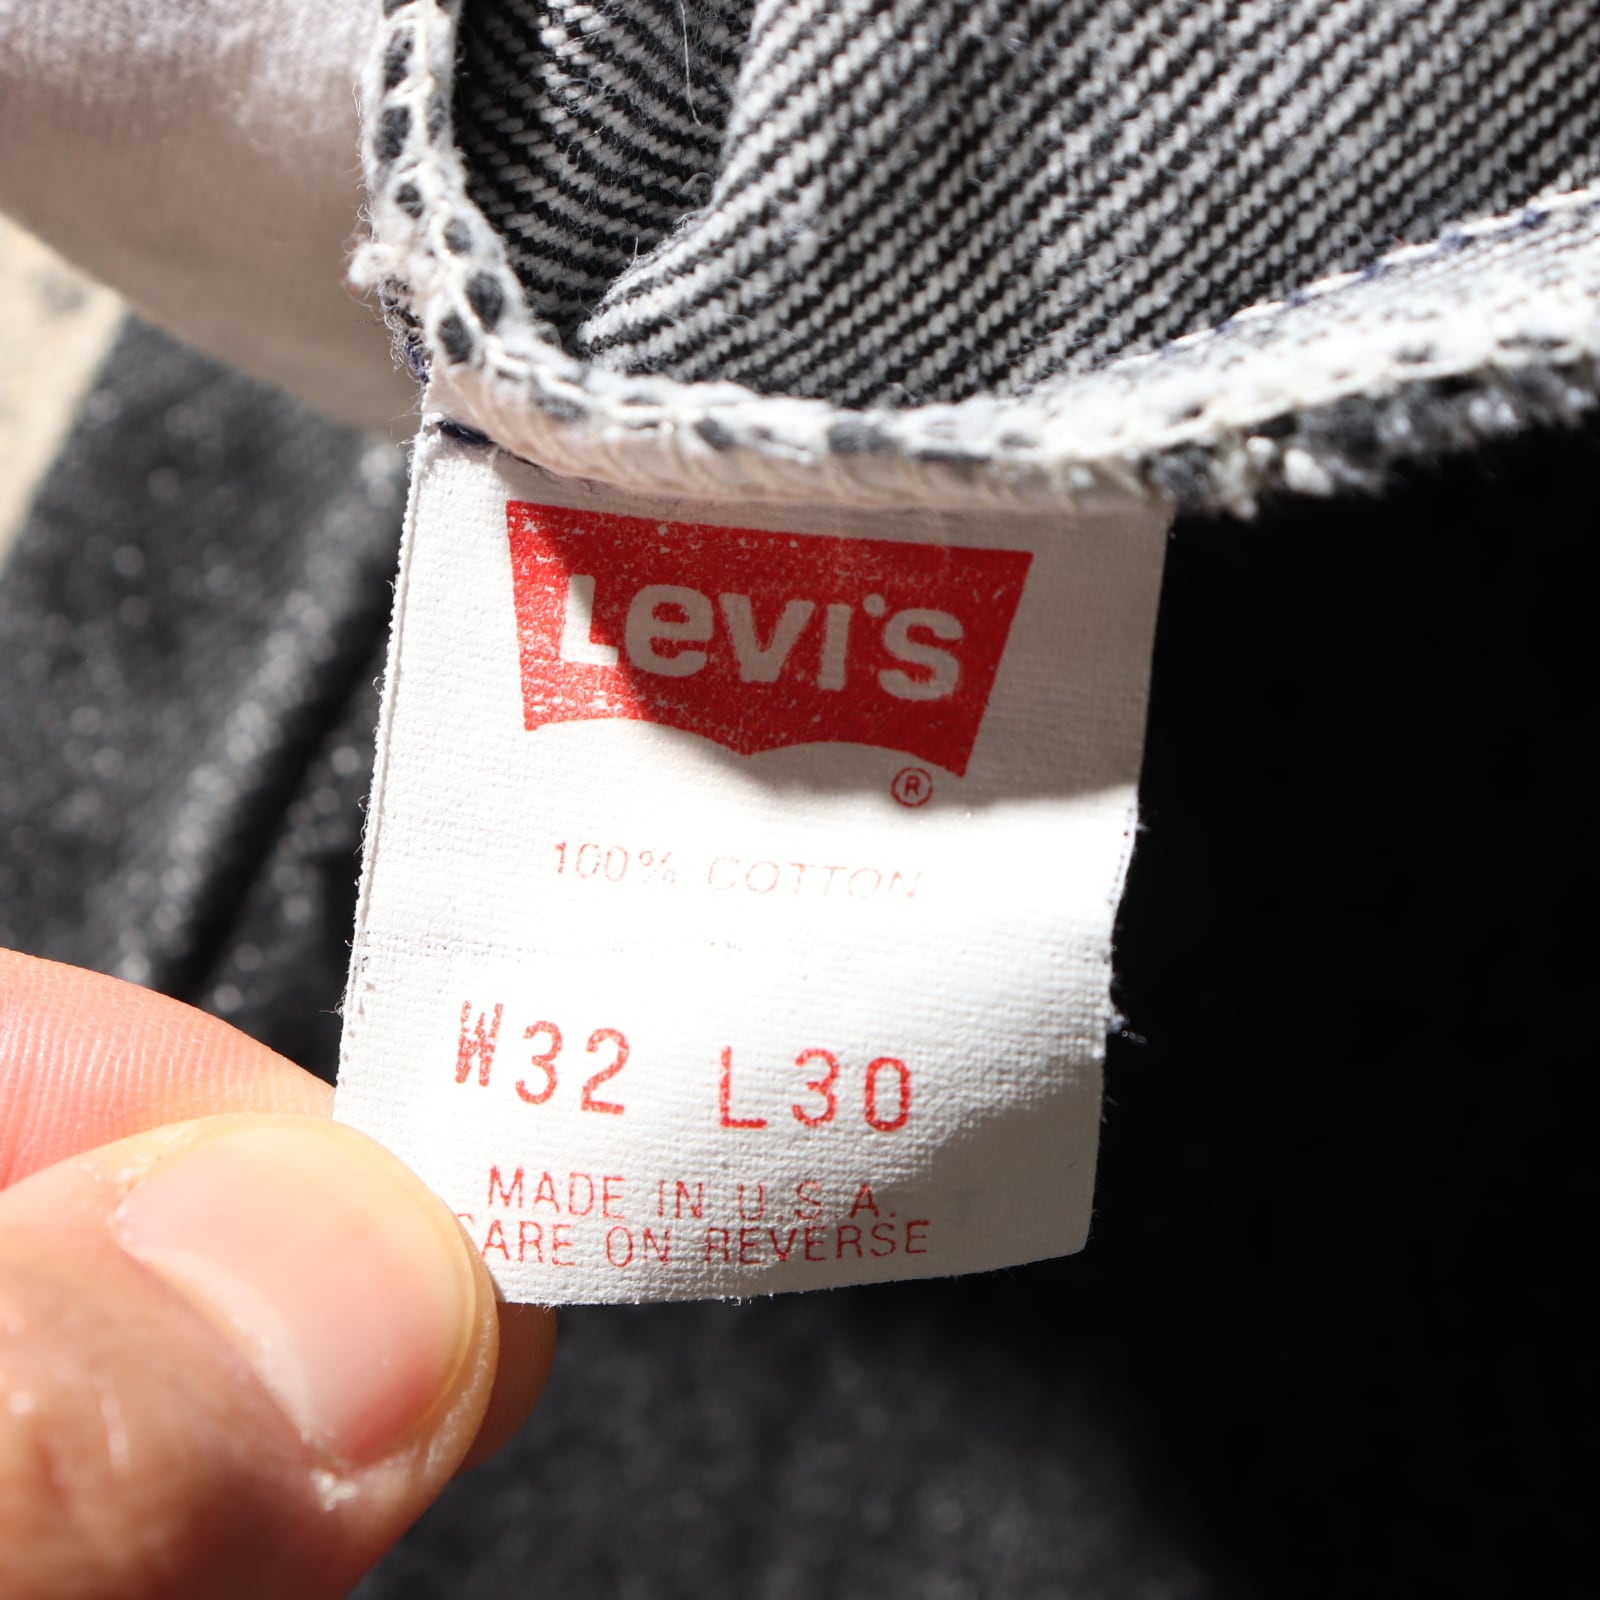 Levi's
®
100% COTTON
W32 L30
MADE IN U.S.A.
CARE ON REVERSE